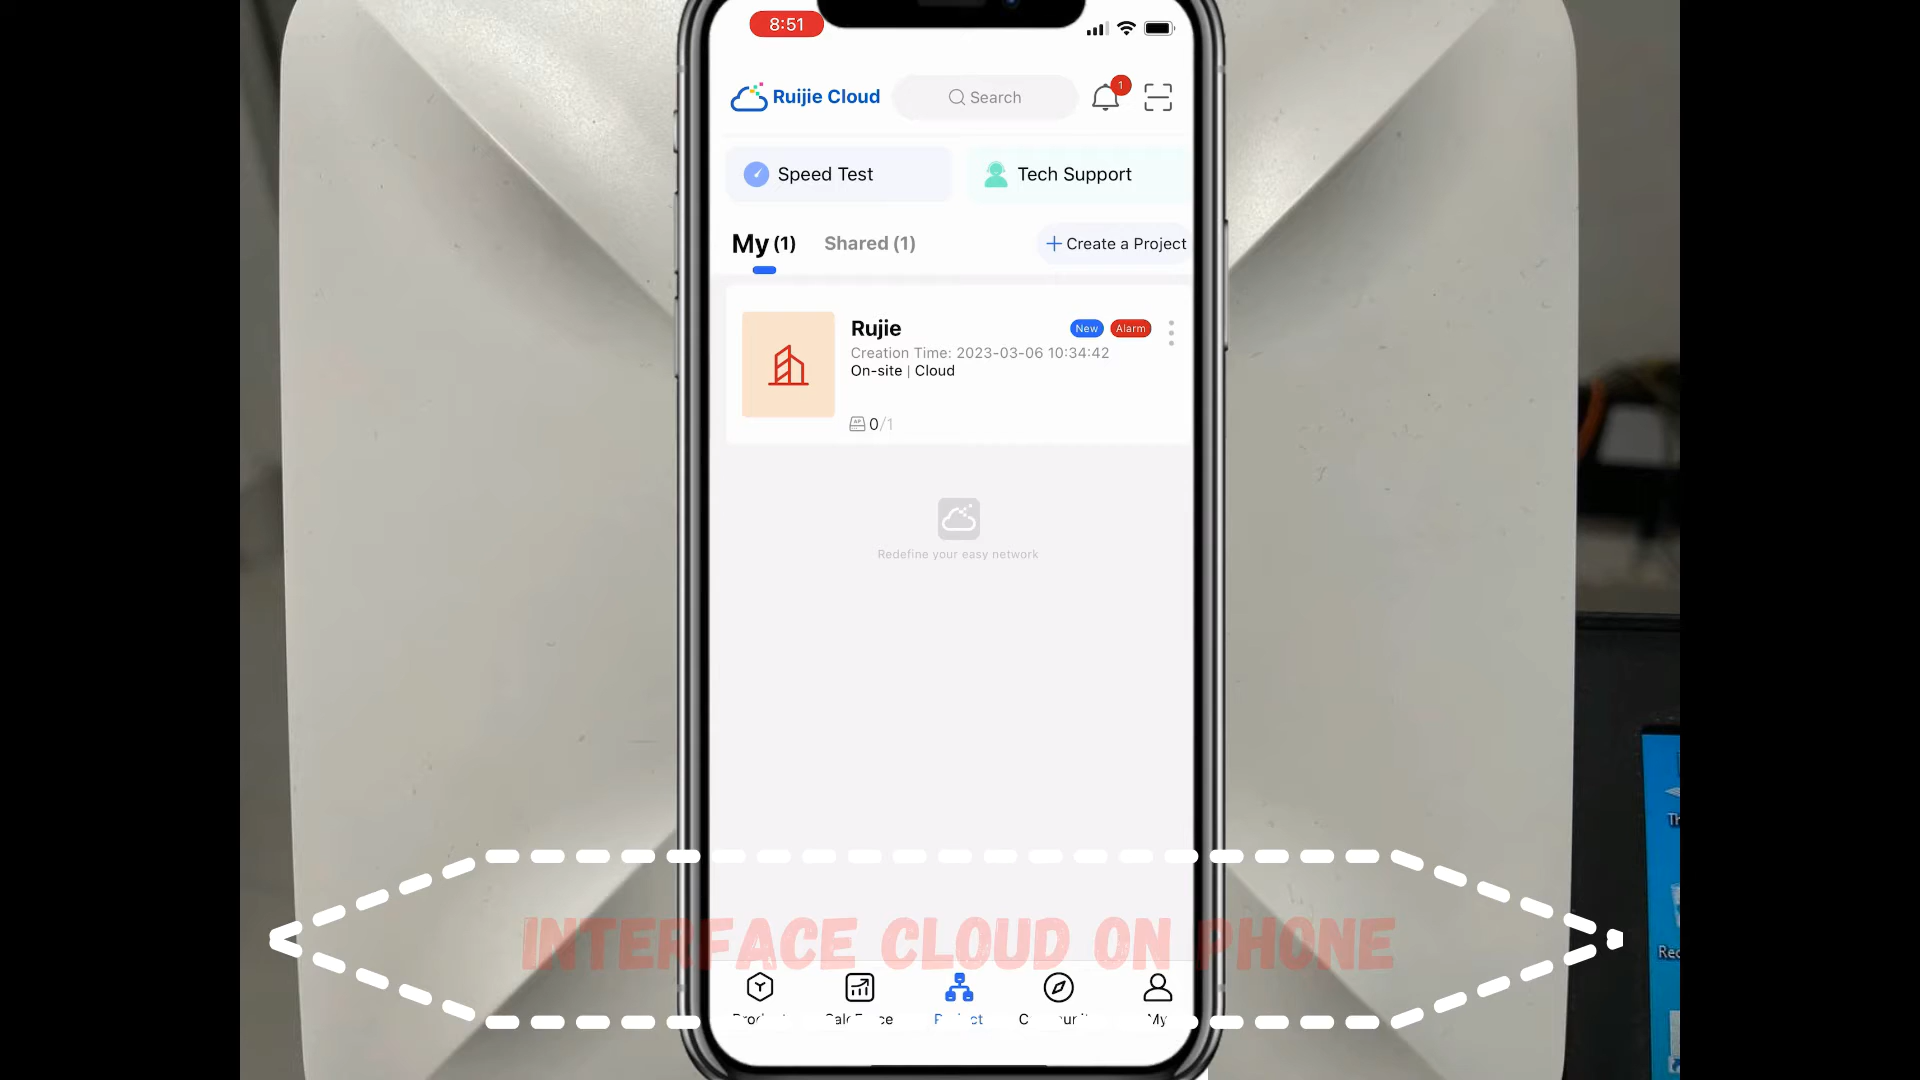 8:51
Ruijie Cloud
Search
1
Speed Test
Tech Support
My (1)
Shared (1)
+ Create a Project
Rujie
New
Alarm
Creation Time: 2023-03-06 10:34:42
On-site | Cloud
AP
0/1
Redefine your easy network
INTERFACE CLOUD ON PHONE
Project
My